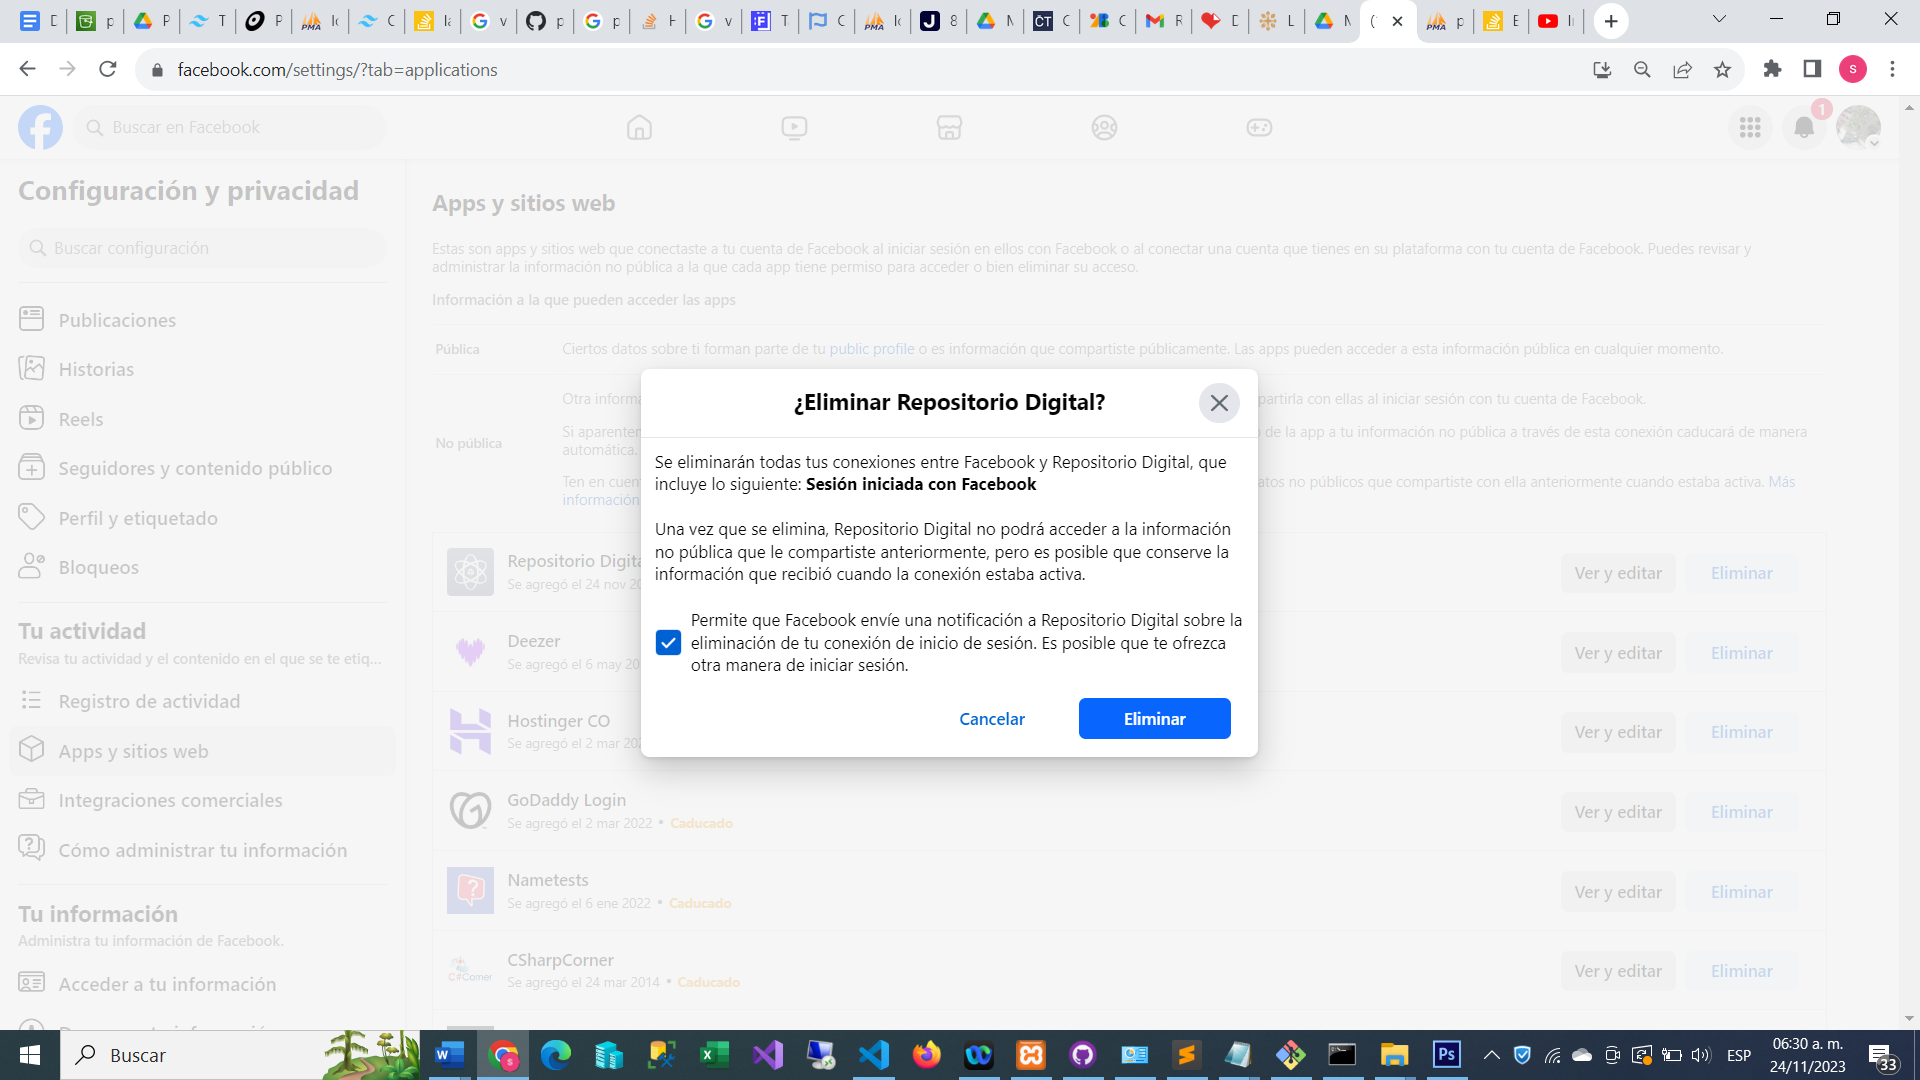 facebook.com/settings/?tab=applications
Buscar en Facebook
1
Configuración y privacidad
Buscar configuración
Publicaciones
Historias
Reels
Seguidores y contenido público
Perfil y etiquetado
Bloqueos
Tu actividad
Revisa tu actividad y el contenido en el que se te etiq...
Registro de actividad
Apps y sitios web
Integraciones comerciales
Cómo administrar tu información
Tu información
Administra tu información de Facebook.
Acceder a tu información
Apps y sitios web
Estas son apps y sitios web que conectaste a tu cuenta de Facebook al iniciar sesión en ellos con Facebook o al conectar una cuenta que tienes en su plataforma con tu cuenta de Facebook. Puedes revisar y
administrar la información no pública a la que cada app tiene permiso para acceder o bien eliminar su acceso.
Información a la que pueden acceder las apps
Pública
Ciertos datos sobre ti forman parte de tu public profile o es información que compartiste públicamente. Las apps pueden acceder a esta información pública en cualquier momento.
No pública
Otra informa partirla con ellas al iniciar sesión con tu cuenta de Facebook.
Si aparentem de la app a tu información no pública a través de esta conexión caducará de manera
automática.
Ten en cuent atos no públicos que compartiste con ella anteriormente cuando estaba activa. Más
información
¿Eliminar Repositorio Digital?
Se eliminarán todas tus conexiones entre Facebook y Repositorio Digital, que
incluye lo siguiente: Sesión iniciada con Facebook
Una vez que se elimina, Repositorio Digital no podrá acceder a la información
no pública que le compartiste anteriormente, pero es posible que conserve la
información que recibió cuando la conexión estaba activa.
Permite que Facebook envíe una notificación a Repositorio Digital sobre la
eliminación de tu conexión de inicio de sesión. Es posible que te ofrezca
otra manera de iniciar sesión.
Cancelar
Eliminar
Repositorio Digita
Se agregó el 24 nov 20
Ver y editar
Eliminar
Deezer
Se agregó el 6 may 20
Ver y editar
Eliminar
Hostinger CO
Se agregó el 2 mar 202
Ver y editar
Eliminar
GoDaddy Login
Se agregó el 2 mar 2022 • Caducado
Ver y editar
Eliminar
Nametests
Se agregó el 6 ene 2022 • Caducado
Ver y editar
Eliminar
C#Corner
CSharpCorner
Se agregó el 24 mar 2014 • Caducado
Ver y editar
Eliminar
Buscar
ESP
06:30 a. m.
24/11/2023
33